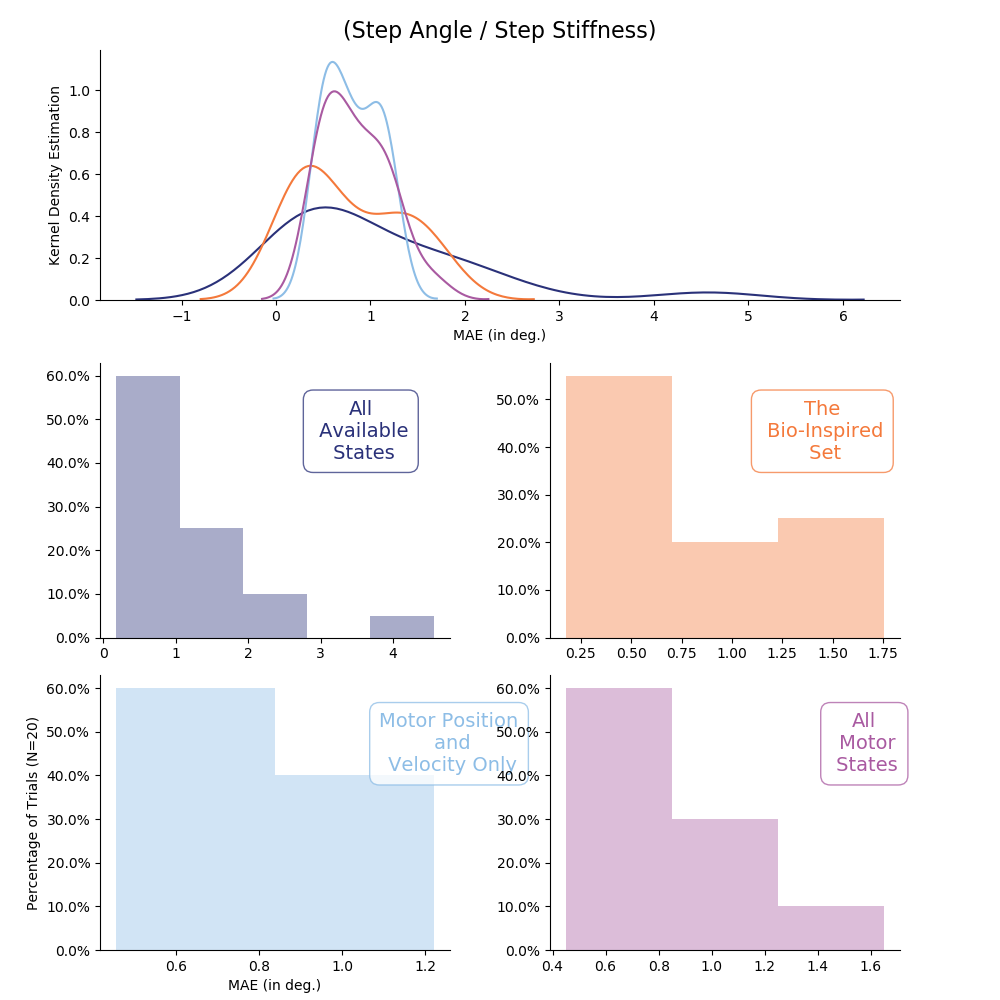 (Step Angle / Step Stiffness)
Kernel Density Estimation
1.0
0.8
0.6
0.4
0.2
0.0
−1 0 1 2 3 4 5 6
MAE (in deg.)
60.0%
50.0%
40.0%
30.0%
20.0%
10.0%
0.0%
0 1 2 3 4
All
Available
States
50.0%
40.0%
30.0%
20.0%
10.0%
0.0%
0.25 0.50 0.75 1.00 1.25 1.50 1.75
The
Bio-Inspired
Set
Percentage of Trials (N=20)
60.0%
50.0%
40.0%
30.0%
20.0%
10.0%
0.0%
0.6 0.8 1.0 1.2
MAE (in deg.)
Motor Position
and
Velocity Only
60.0%
50.0%
40.0%
30.0%
20.0%
10.0%
0.0%
0.4 0.6 0.8 1.0 1.2 1.4 1.6
All
Motor
States